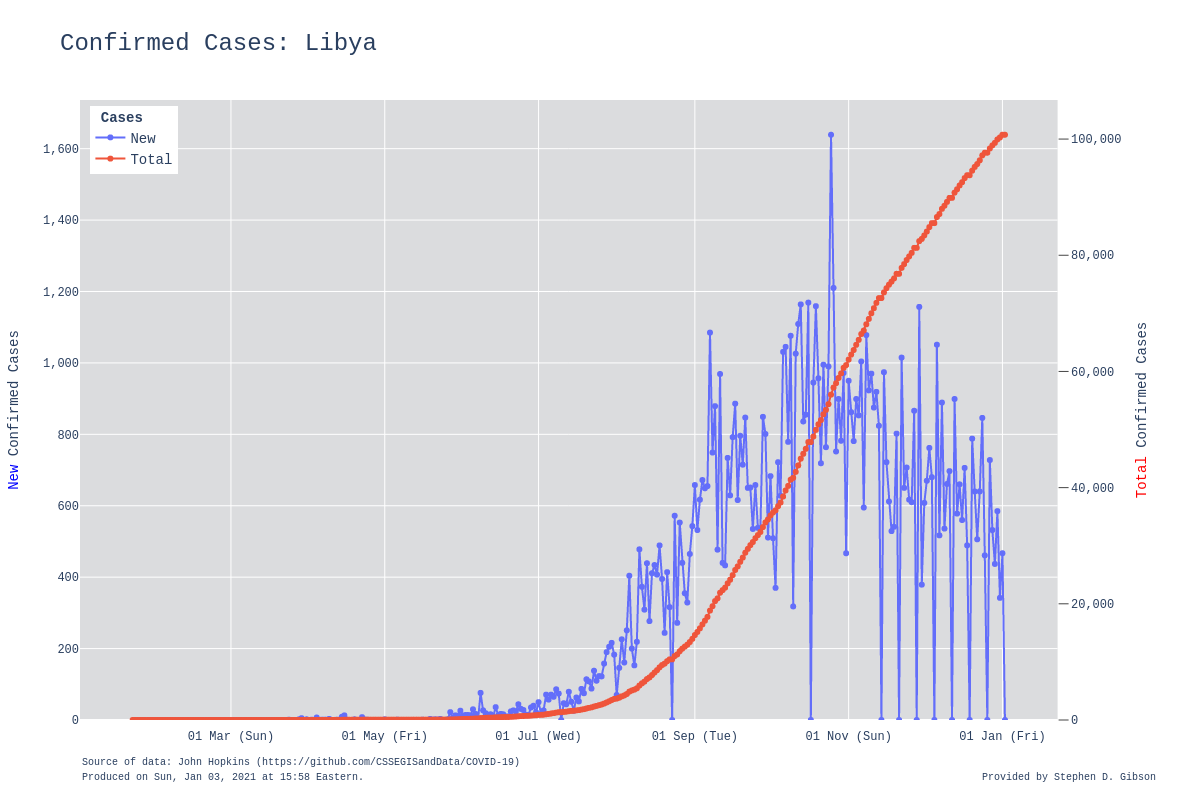 Confirmed Cases: Libya
Cases
New
Total
1,600
1,400
1,200
1,000
800
600
400
200
0
100,000
80,000
60,000
40,000
20,000
0
New Confirmed Cases
Total Confirmed Cases
01 Mar (Sun)
01 May (Fri)
01 Jul (Wed)
01 Sep (Tue)
01 Nov (Sun)
01 Jan (Fri)
Source of data: John Hopkins (https://github.com/CSSEGISandData/COVID-19)
Produced on Sun, Jan 03, 2021 at 15:58 Eastern.
Provided by Stephen D. Gibson